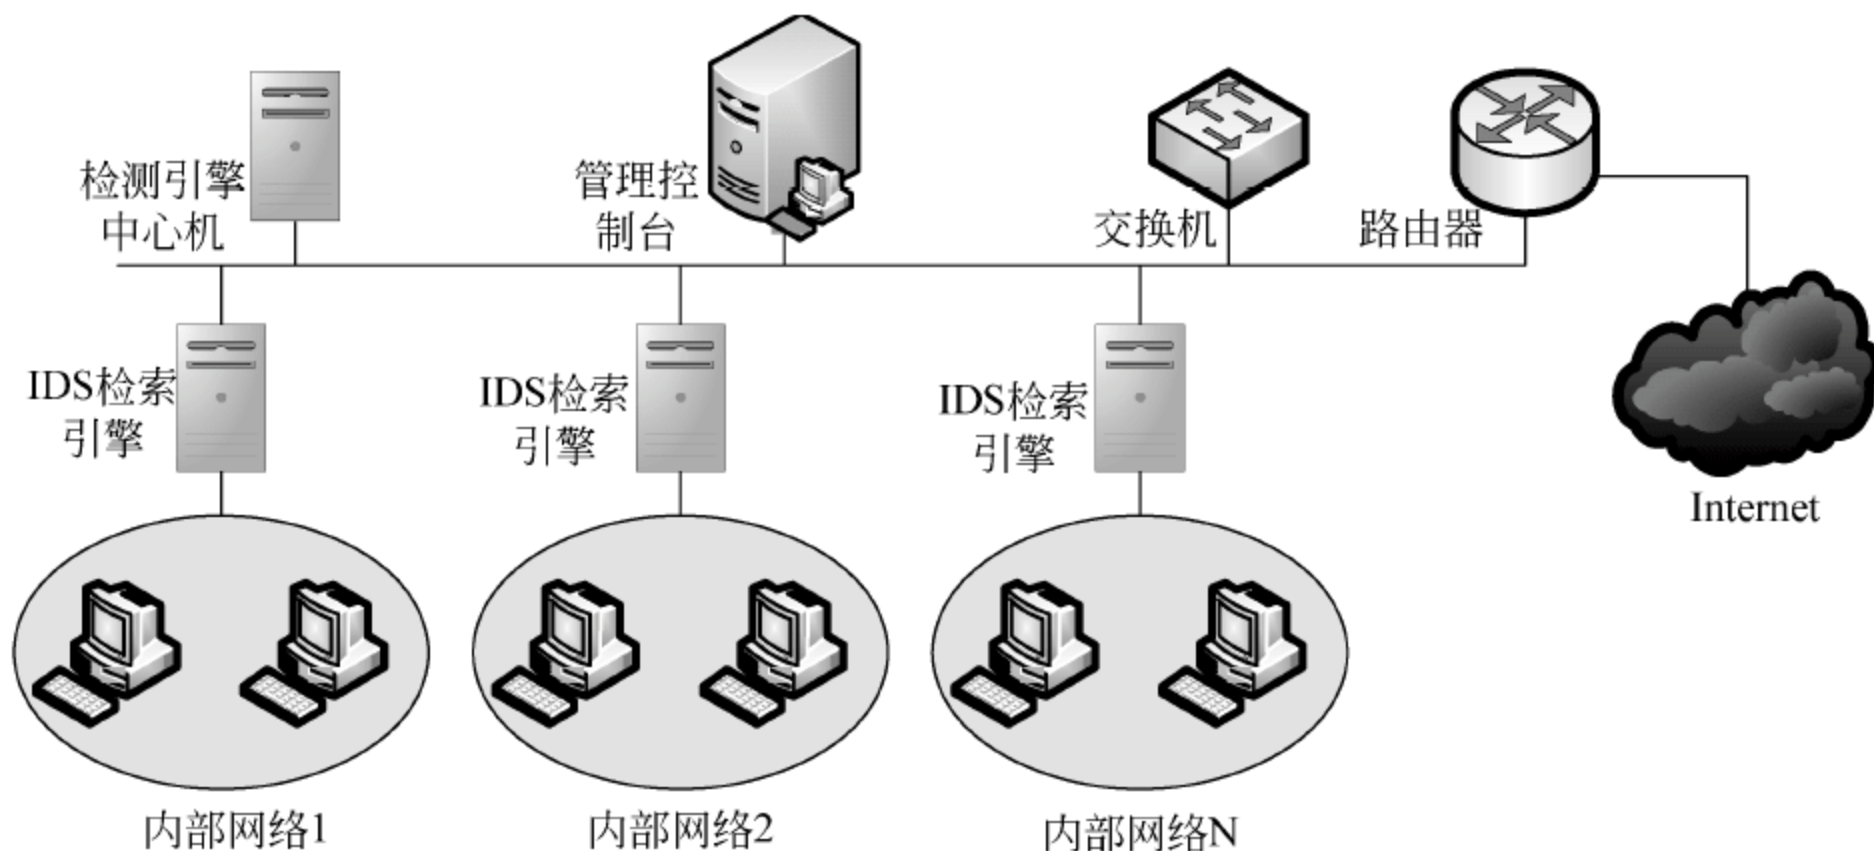 检测引擎
中心机
管理控
制台
交换机
路由器
IDS检索
引擎
IDS检索
引擎
IDS检索
引擎
Internet
内部网络1
内部网络2
内部网络N